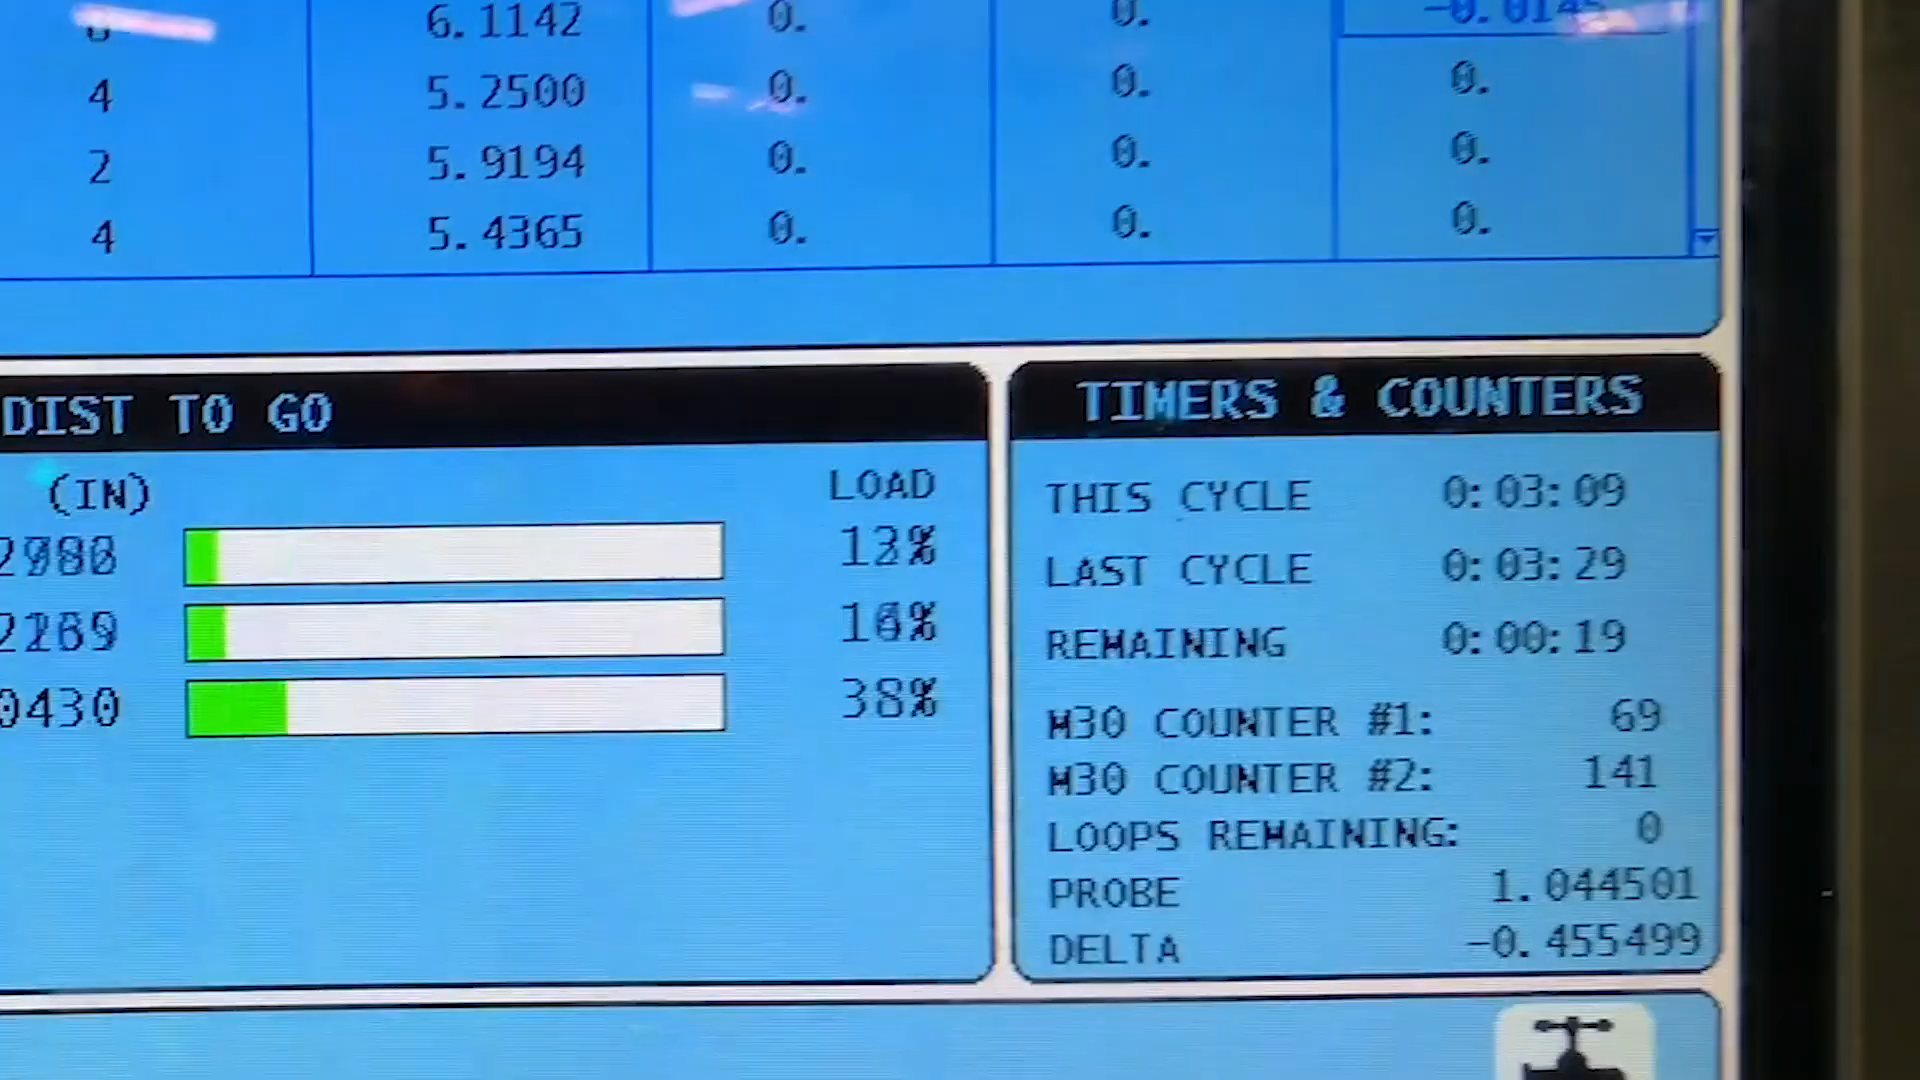 6.1142 0. 0. -0.0145
4 5.2500 0. 0. 0.
2 5.9194 0. 0. 0.
4 5.4365 0. 0. 0.
DIST TO GO
(IN) LOAD
0430 38%
TIMERS & COUNTERS
THIS CYCLE 0:03:09
LAST CYCLE 0:03:29
REMAINING 0:00:19
M30 COUNTER #1: 69
M30 COUNTER #2: 141
LOOPS REMAINING: 0
PROBE 1.044501
DELTA -0.455499